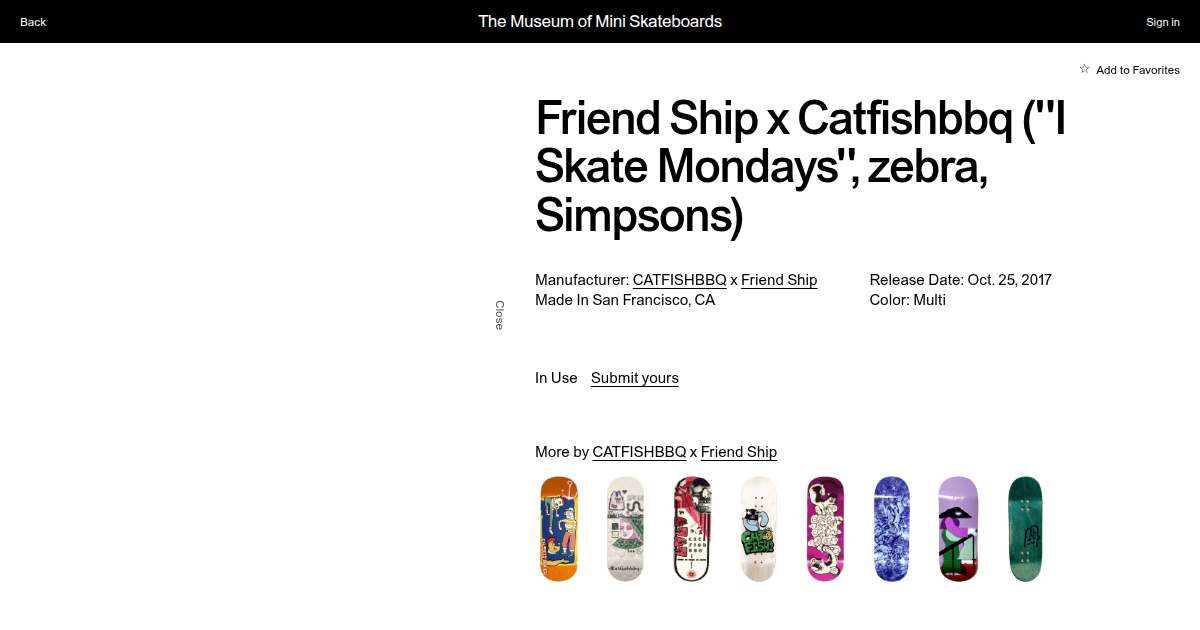 Back
The Museum of Mini Skateboards
Sign in
☆ Add to Favorites
Friend Ship x Catfishbbq ("I
Skate Mondays", zebra,
Simpsons)
Manufacturer: CATFISHBBQ x Friend Ship
Made In San Francisco, CA
Release Date: Oct. 25, 2017
Color: Multi
Close
In Use Submit yours
More by CATFISHBBQ x Friend Ship